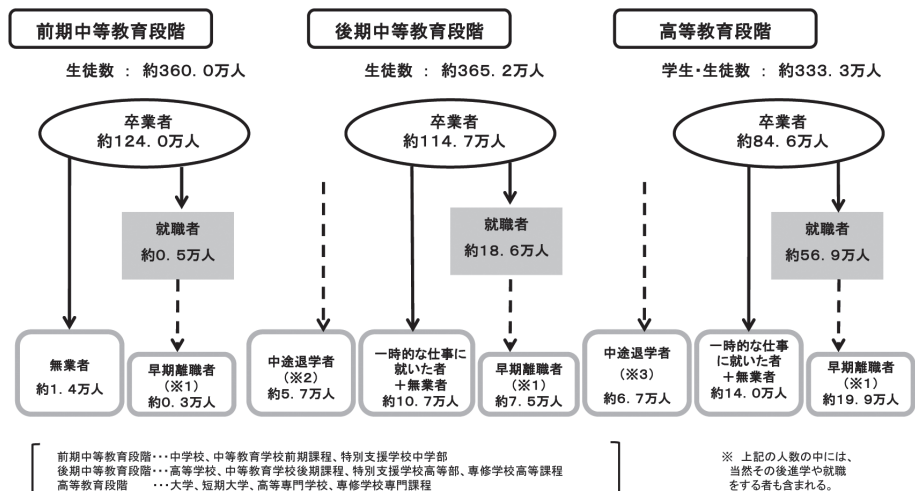 前期中等教育段階
生徒数 : 約360. 0万人
卒業者
約124. 0万人
就職者
約0. 5万人
無業者
約1. 4万人
早期離職者
(※1)
約0. 3万人
後期中等教育段階
生徒数 : 約365. 2万人
卒業者
約114. 7万人
就職者
約18. 6万人
中途退学者
(※2)
約5. 7万人
一時的な仕事に
就いた者
+無業者
約10. 7万人
早期離職者
(※1)
約7. 5万人
高等教育段階
学生・生徒数 : 約333. 3万人
卒業者
約84. 6万人
就職者
約56. 9万人
中途退学者
(※3)
約6. 7万人
一時的な仕事
に就いた者
+無業者
約14. 0万人
早期離職者
(※1)
約19. 9万人
前期中等教育段階・・・中学校、中等教育学校前期課程、特別支援学校中学部
後期中等教育段階・・・高等学校、中等教育学校後期課程、特別支援学校高等部、専修学校高等課程
高等教育段階 ・・・大学、短期大学、高等専門学校、専修学校専門課程
※ 上記の人数の中には、
当然その後進学や就職
をする者も含まれる。